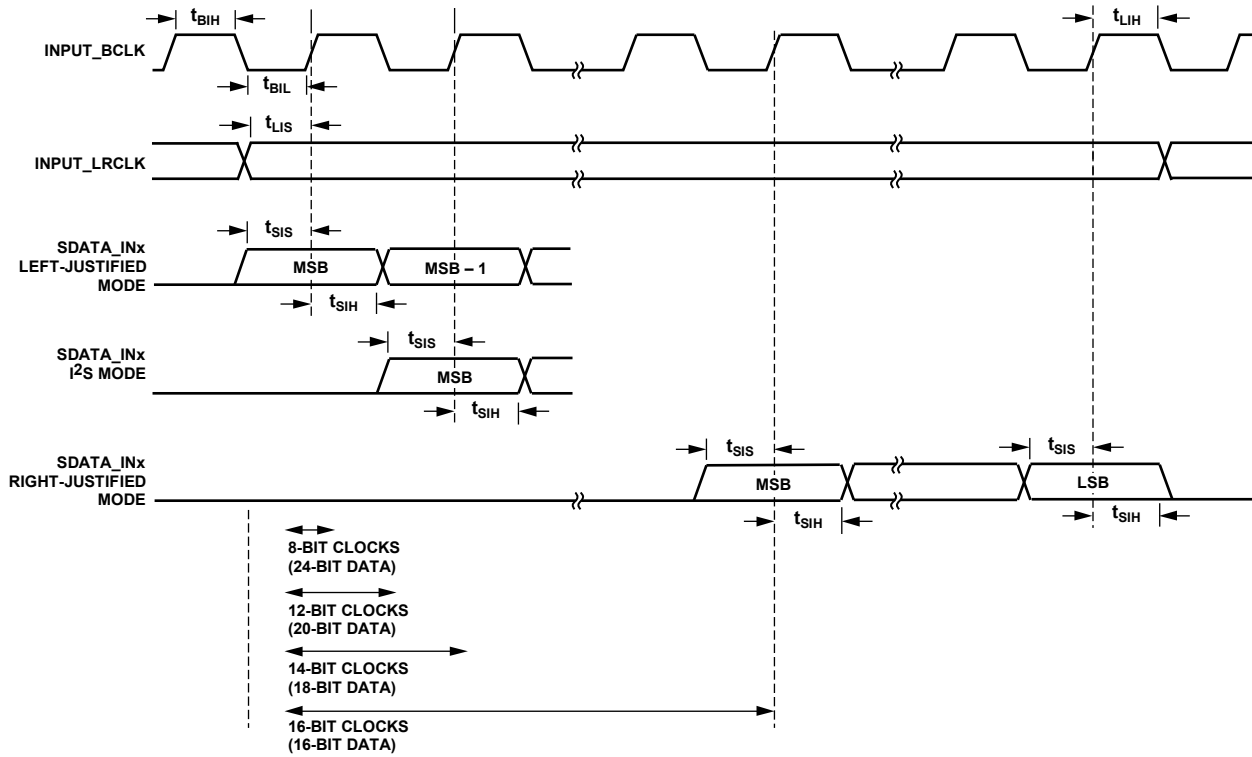 tBIH
tLIH
INPUT_BCLK
tBIL
tLIS
INPUT_LRCLK
tSIS
SDATA_INx
LEFT-JUSTIFIED
MODE
MSB
MSB – 1
tSIH
tSIS
SDATA_INx
I2S MODE
MSB
tSIH
SDATA_INx
RIGHT-JUSTIFIED
MODE
tSIS
tSIS
MSB
LSB
tSIH
tSIH
8-BIT CLOCKS
(24-BIT DATA)
12-BIT CLOCKS
(20-BIT DATA)
14-BIT CLOCKS
(18-BIT DATA)
16-BIT CLOCKS
(16-BIT DATA)